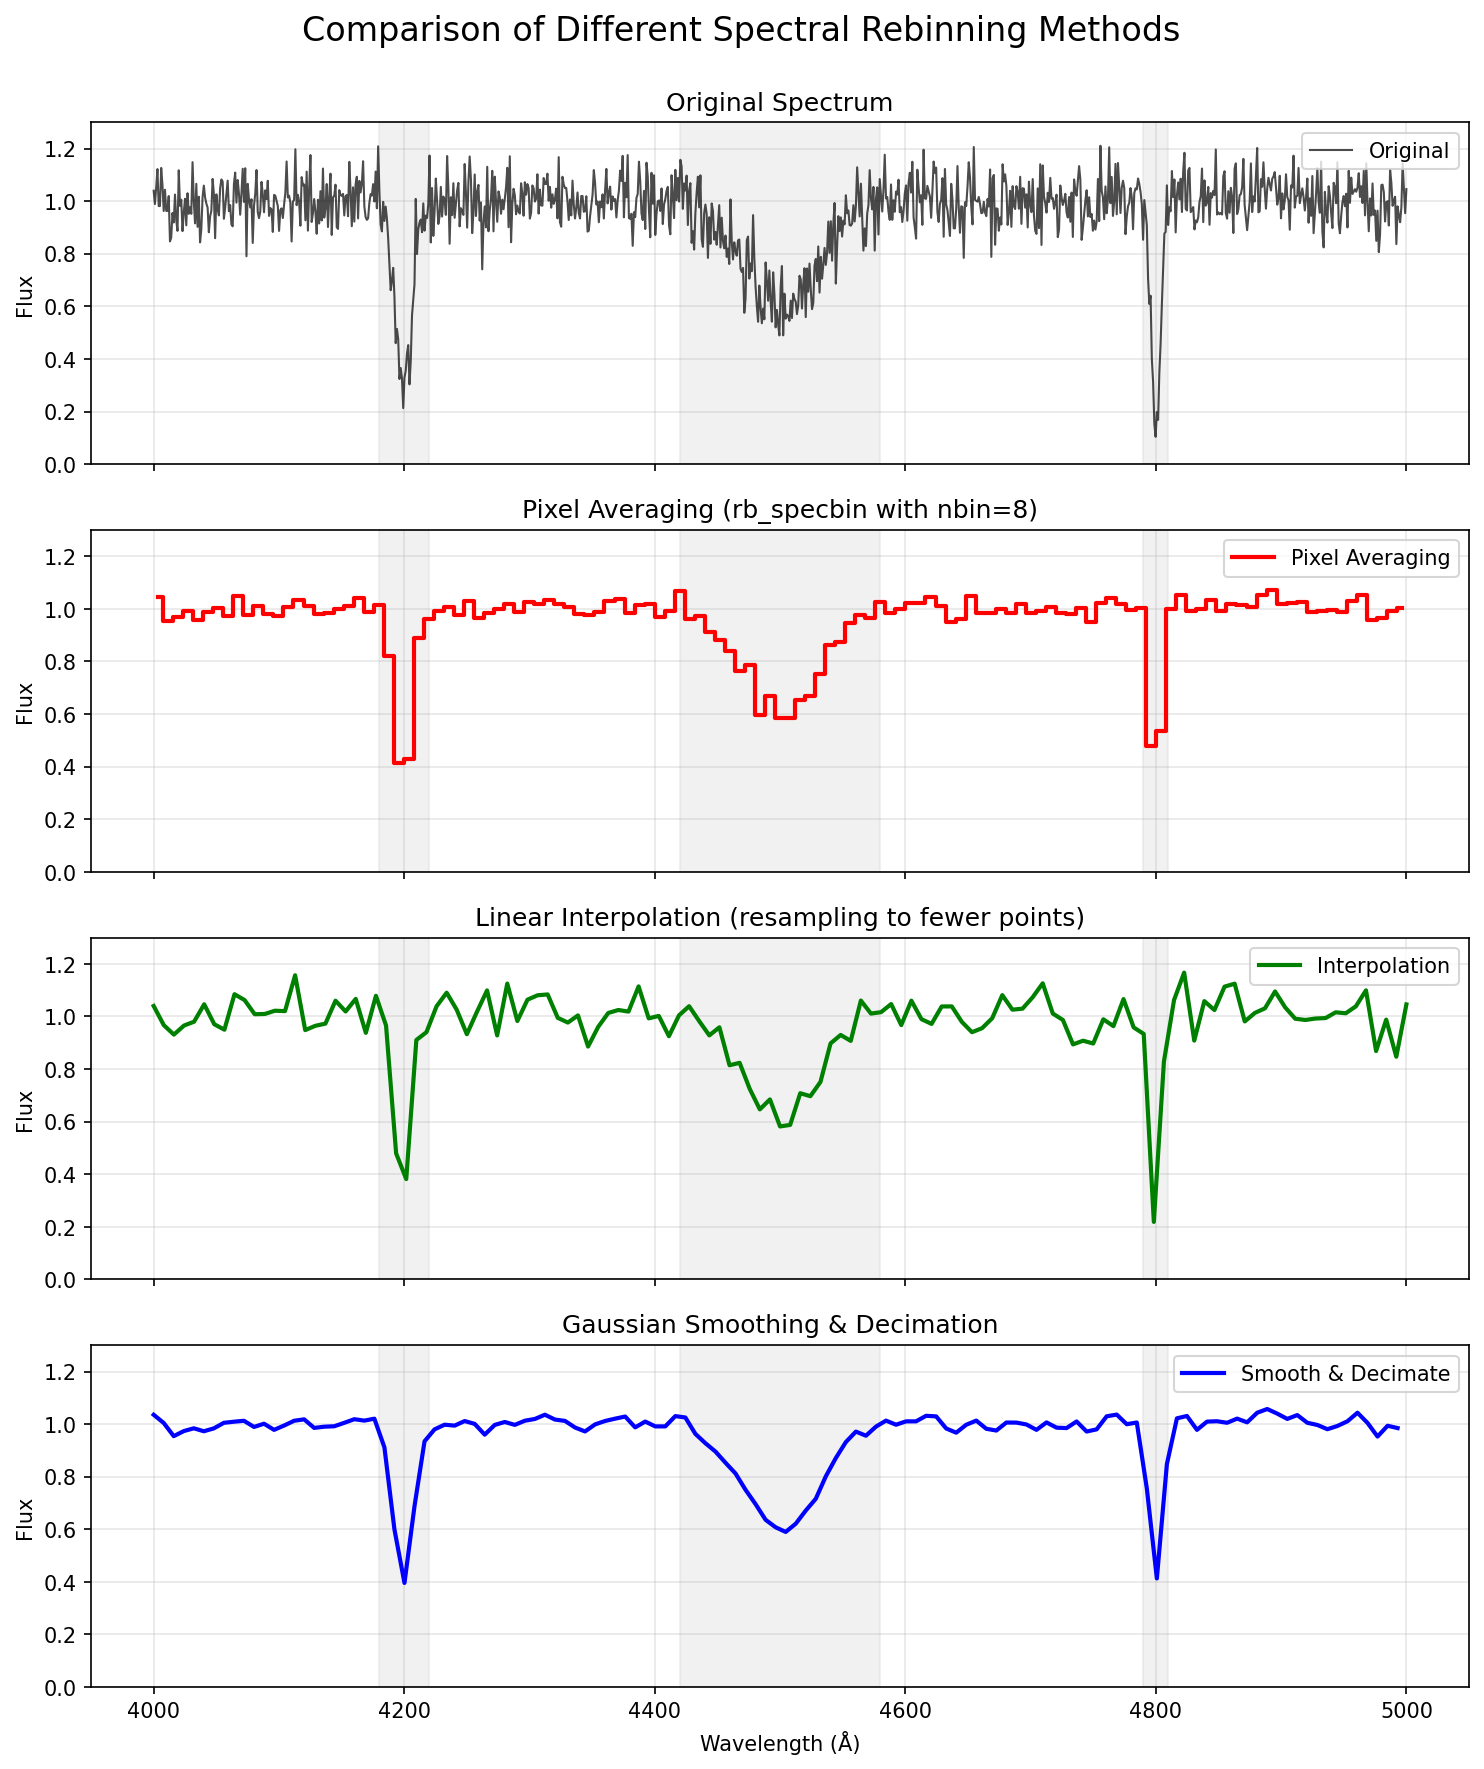 Comparison of Different Spectral Rebinning Methods
Original Spectrum
Original
1.2
1.0
0.8
0.6
0.4
0.2
0.0
Flux
Pixel Averaging (rb_specbin with nbin=8)
Pixel Averaging
1.2
1.0
0.8
0.6
0.4
0.2
0.0
Flux
Linear Interpolation (resampling to fewer points)
Interpolation
1.2
1.0
0.8
0.6
0.4
0.2
0.0
Flux
Gaussian Smoothing & Decimation
Smooth & Decimate
1.2
1.0
0.8
0.6
0.4
0.2
0.0
Flux
4000 4200 4400 4600 4800 5000
Wavelength (Å)